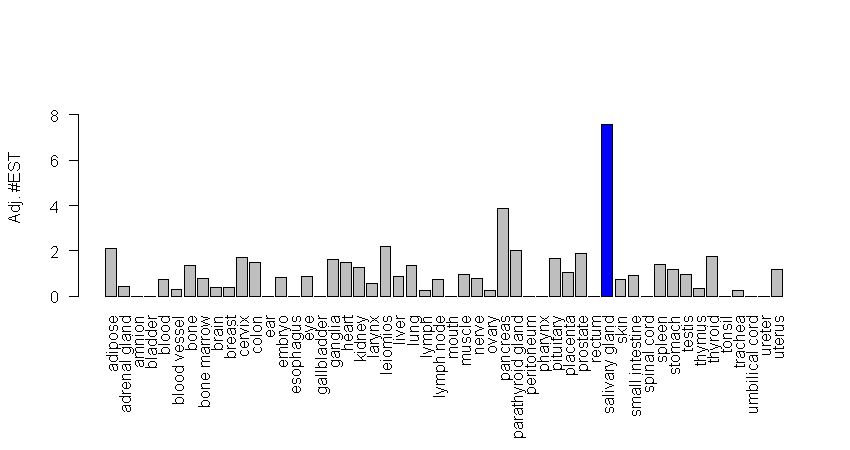 Adj. #EST
8
6
4
2
0
adipose
adrenal gland
amnion
bladder
blood
blood vessel
bone
bone marrow
brain
breast
cervix
colon
ear
embryo
esophagus
eye
gallbladder
ganglia
heart
kidney
larynx
leiomios
liver
lung
lymph
lymph node
mouth
muscle
nerve
ovary
pancreas
parathyroid gland
peritoneum
pharynx
pituitary
placenta
prostate
rectum
salivary gland
skin
small intestine
spinal cord
spleen
stomach
testis
thymus
thyroid
tonsil
trachea
umbilical cord
ureter
uterus